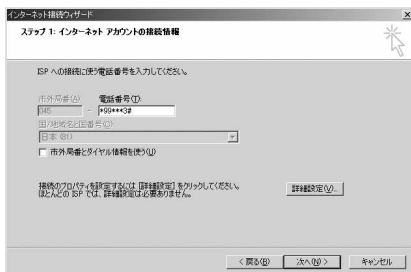 インターネット接続ウィザード
ステップ 1: インターネット アカウントの接続情報
ISP への接続に使う電話番号を入力してください。
市外局番(A) 電話番号(T):
045 - *99***3#
国/地域名と国番号(C):
日本 (81)
市外局番とダイヤル情報を使う(U)
接続のプロパティを設定するには [詳細設定] をクリックしてください。
ほとんどの ISP では、詳細設定は必要ありません。
詳細設定(V)...
< 戻る(B) 次へ(N) > キャンセル